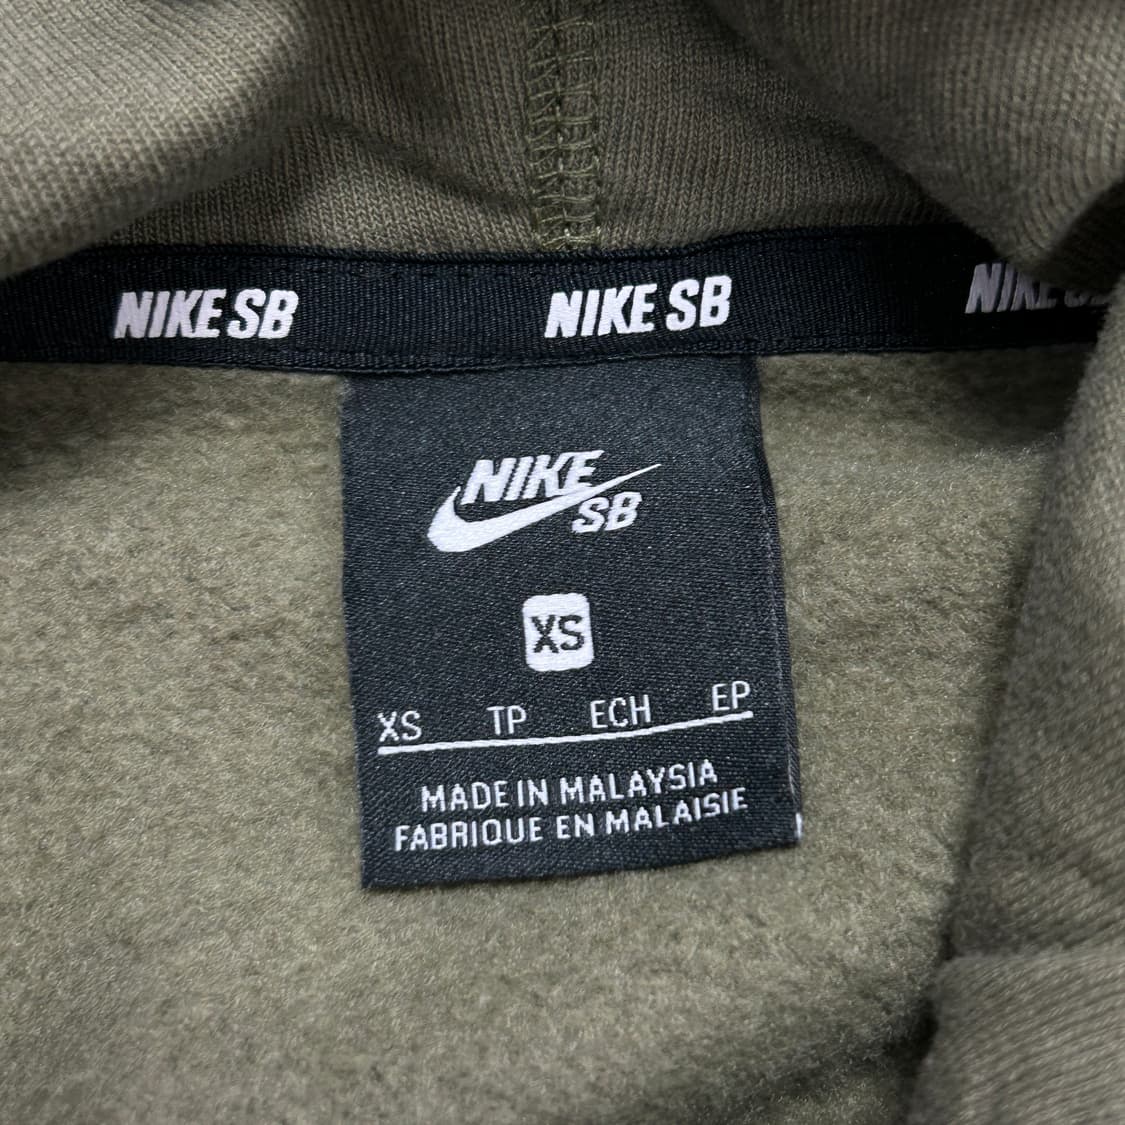 NIKE SB NIKE SB
NIKE
SB
XS
XS TP ECH EP
MADE IN MALAYSIA
FABRIQUE EN MALAISIE